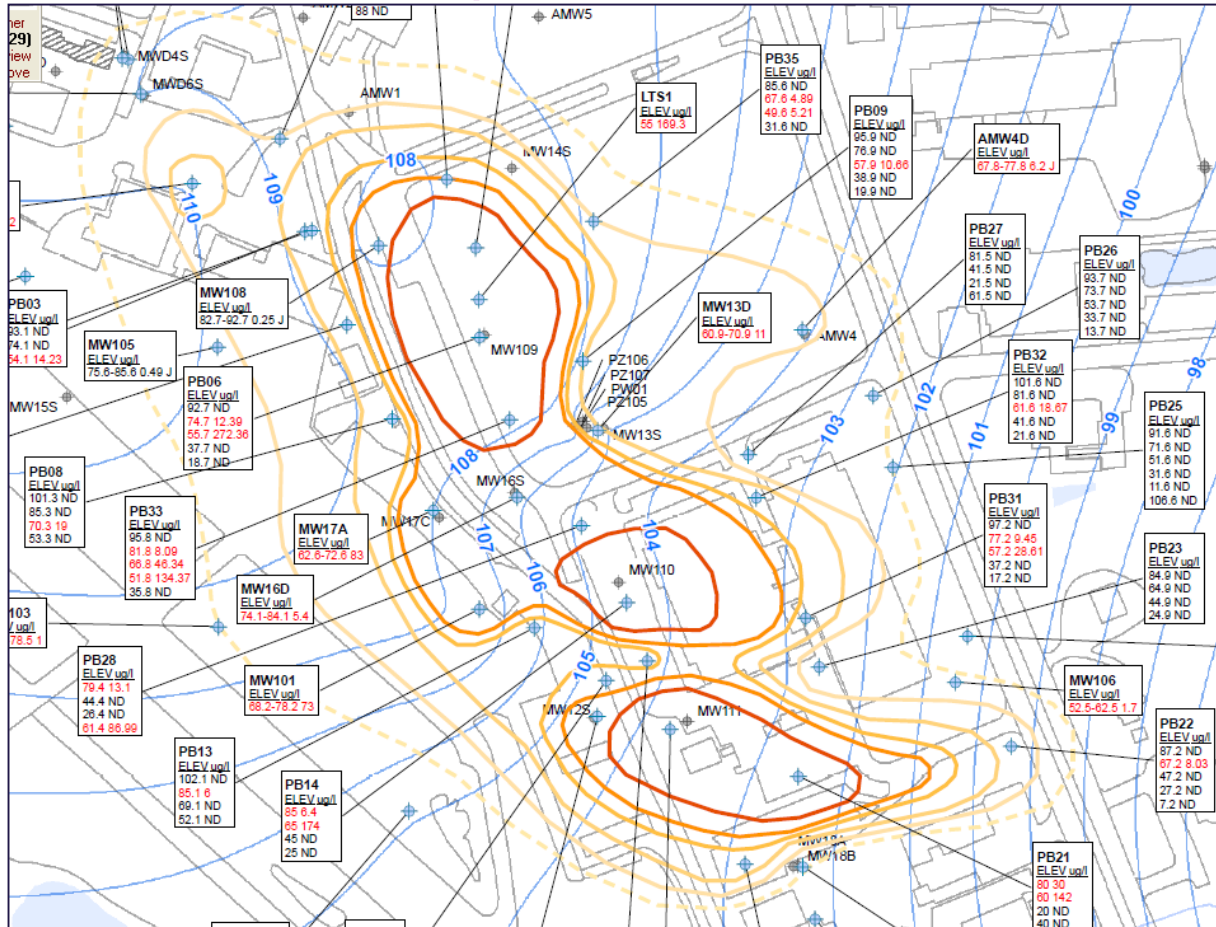 ner
29)
view
ove
MWD4S
MWD6S
88 ND
AMW5
AMW1
MW14S
LTS1
ELEV ug/l
55 169.3
PB35
ELEV ug/l
85.6 ND
67.6 4.89
49.6 5.21
31.6 ND
PB09
ELEV ug/l
95.9 ND
76.9 ND
57.9 10.66
38.9 ND
19.9 ND
AMW4D
ELEV ug/l
67.8-77.8 6.2 J
108
109
110
100
PB27
ELEV ug/l
81.5 ND
41.5 ND
21.5 ND
61.5 ND
PB26
ELEV ug/l
93.7 ND
73.7 ND
53.7 ND
33.7 ND
13.7 ND
PB03
ELEV ug/l
93.1 ND
74.1 ND
54.1 14.23
MW108
ELEV ug/l
82.7-92.7 0.25 J
MW105
ELEV ug/l
75.6-85.6 0.49 J
MW13D
ELEV ug/l
60.9-70.9 11
MW109
AMW4
PZ106
PZ107
PW01
PZ105
MW13S
PB32
ELEV ug/l
101.6 ND
81.6 ND
61.6 18.67
41.6 ND
21.6 ND
98
102
103
101
99
MW15S
PB06
ELEV ug/l
92.7 ND
74.7 12.39
55.7 272.36
37.7 ND
18.7 ND
PB25
ELEV ug/l
91.6 ND
71.6 ND
51.6 ND
31.6 ND
11.6 ND
106.6 ND
PB08
ELEV ug/l
101.3 ND
85.3 ND
70.3 19
53.3 ND
PB33
ELEV ug/l
95.8 ND
81.8 8.09
66.8 46.34
51.8 134.37
35.8 ND
108
MW16S
MW17C
MW17A
ELEV ug/l
62.6-72.6 83
107
106
104
PB31
ELEV ug/l
97.2 ND
77.2 9.45
57.2 28.61
37.2 ND
17.2 ND
PB23
ELEV ug/l
84.9 ND
64.9 ND
44.9 ND
24.9 ND
MW16D
ELEV ug/l
74.1-84.1 5.4
MW110
103
ug/l
78.5 1
PB28
ELEV ug/l
79.4 13.1
44.4 ND
26.4 ND
61.4 86.99
MW101
ELEV ug/l
68.2-78.2 73
105
MW12S
MW111
MW106
ELEV ug/l
52.5-62.5 1.7
PB13
ELEV ug/l
102.1 ND
85.1 6
69.1 ND
52.1 ND
PB14
ELEV ug/l
85 6.4
65 174
45 ND
25 ND
PB22
ELEV ug/l
87.2 ND
67.2 8.03
47.2 ND
27.2 ND
7.2 ND
MW18A
MW18B
PB21
ELEV ug/l
80 30
60 142
20 ND
40 ND